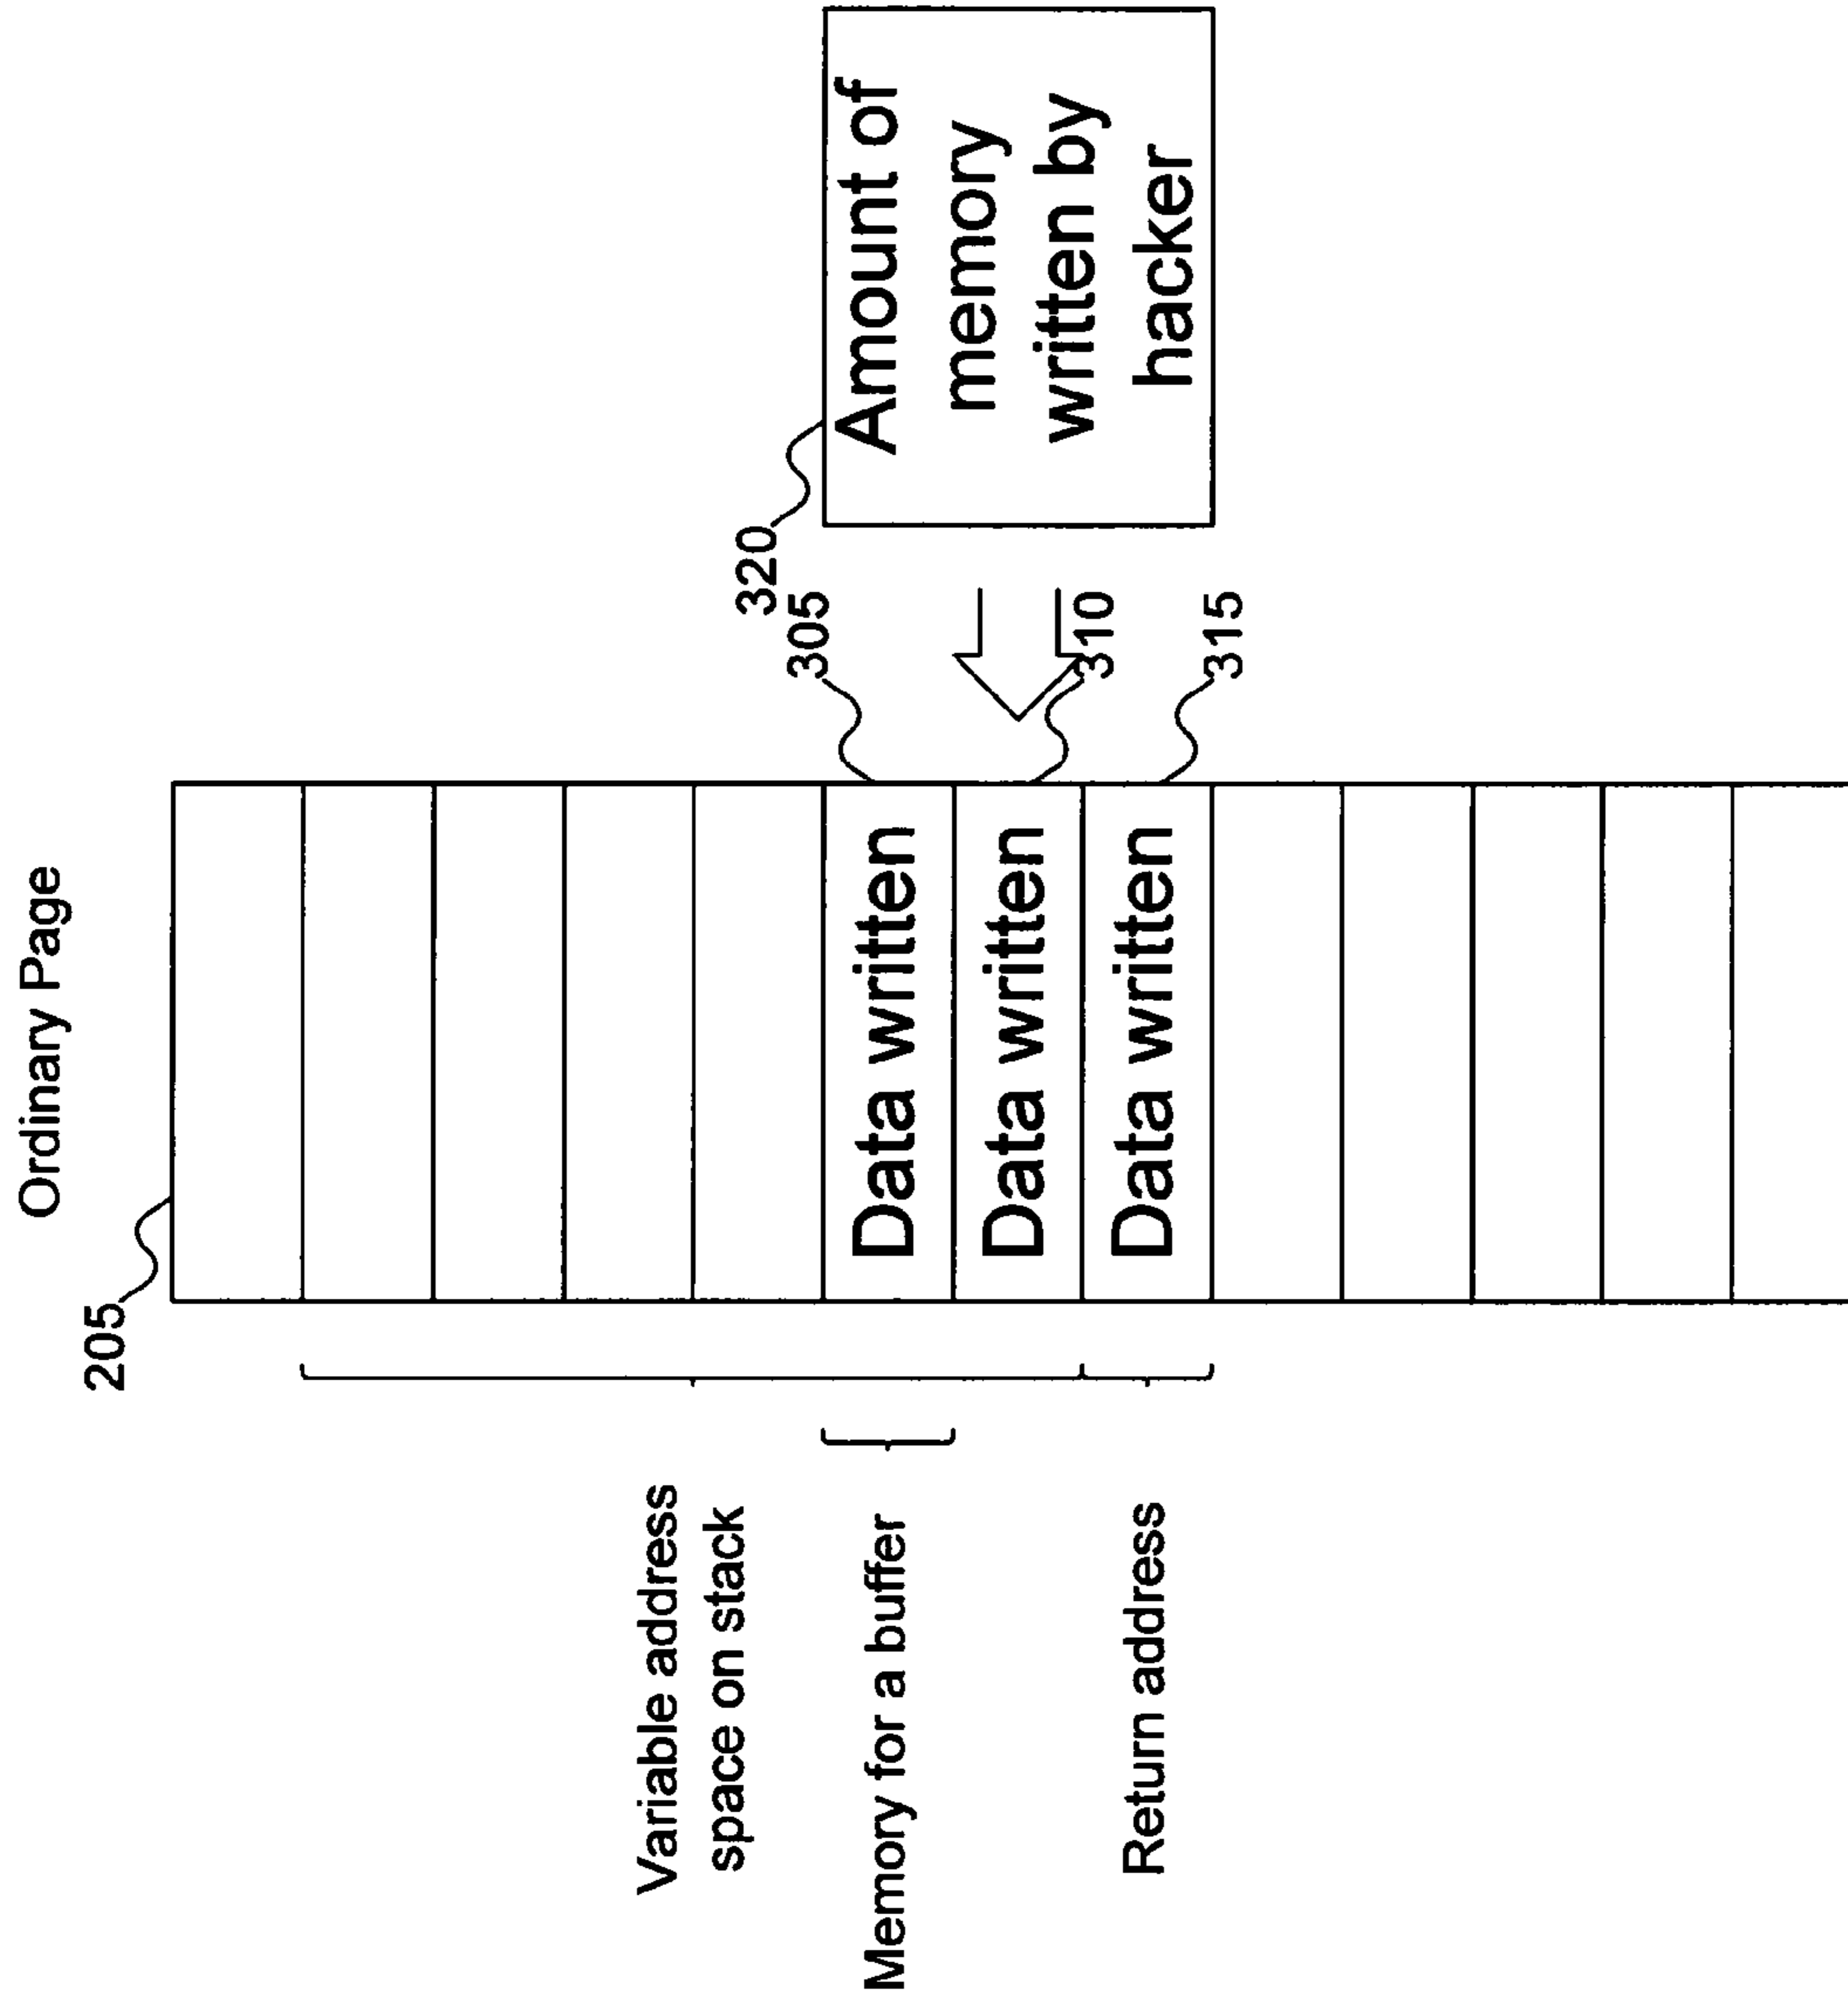 Ordinary Page
205
Variable address
space on stack
Memory for a buffer
Return address
Data written
Data written
Data written
305
310
315
320
Amount of
memory
written by
hacker